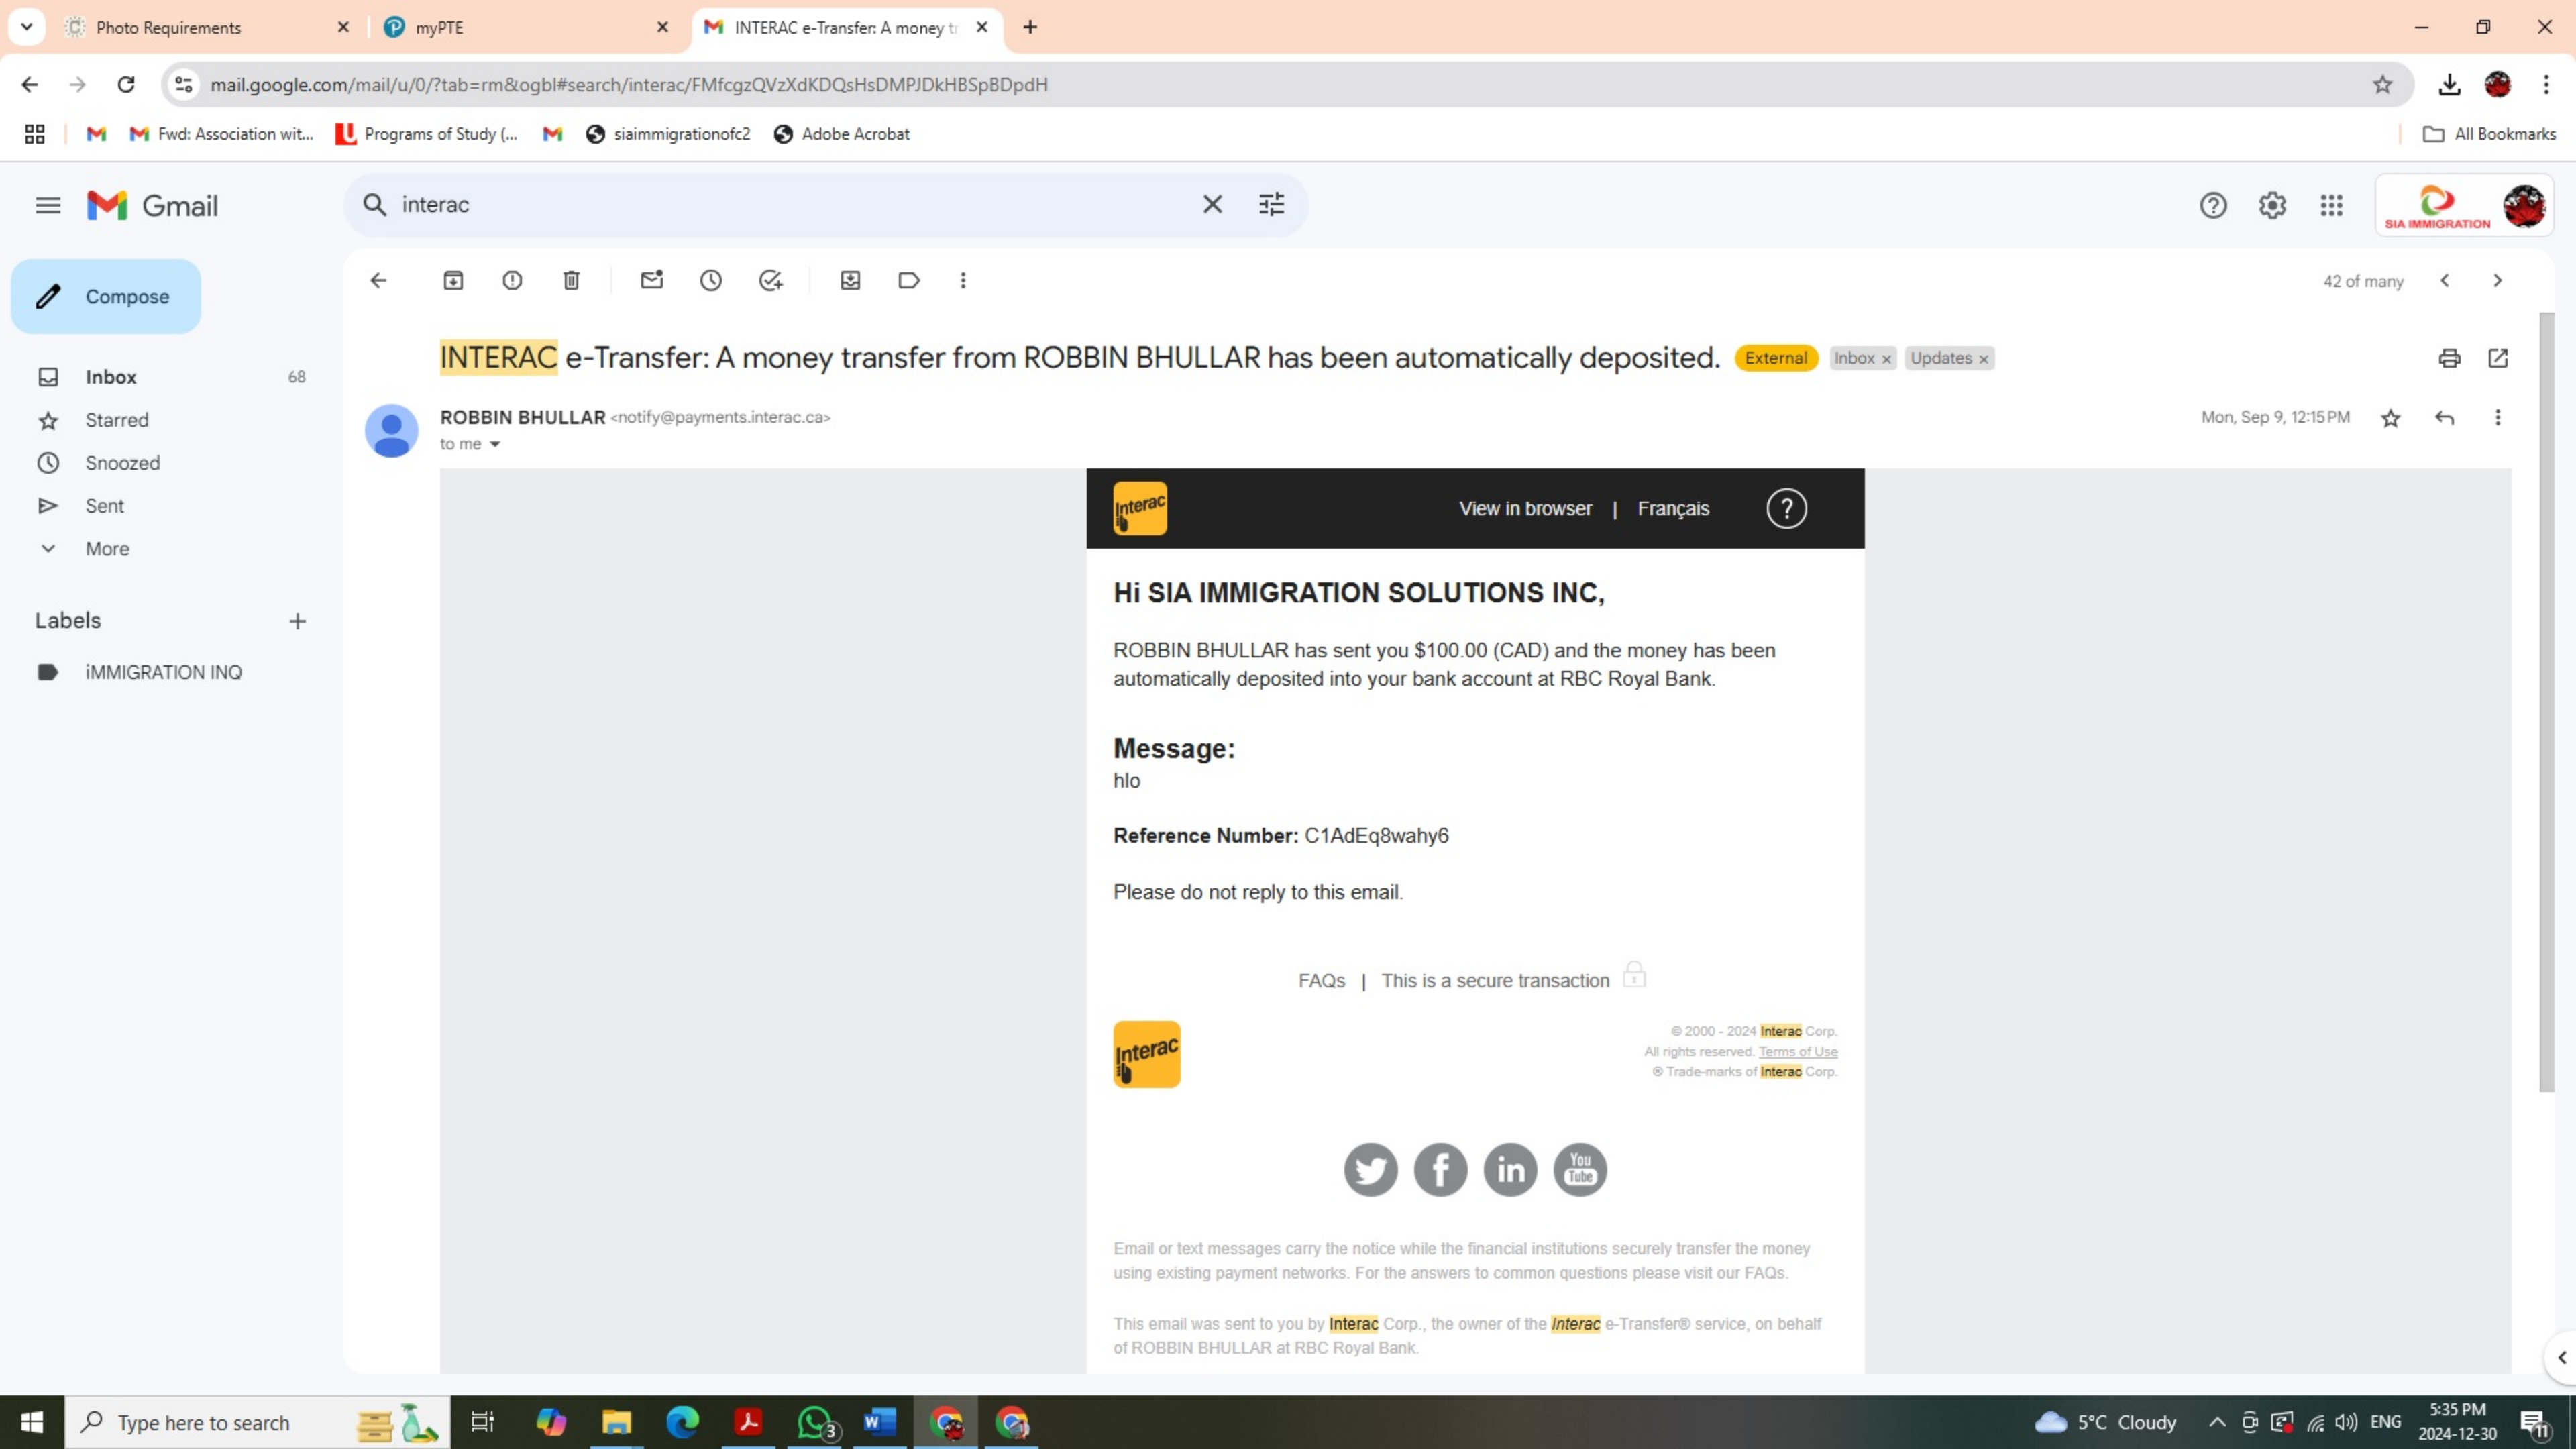 Photo Requirements
myPTE
INTERAC e-Transfer: A money tr
mail.google.com/mail/u/0/?tab=rm&ogbl#search/interac/FMfcgzQVzXdKDQsHsDMPJDkHBSpBDpdH
Fwd: Association wit...
Programs of Study (...
siaimmigrationofc2
Adobe Acrobat
All Bookmarks
Gmail
interac
SIA IMMIGRATION
Compose
42 of many
Inbox 68
Starred
Snoozed
Sent
More
Labels
iMMIGRATION INQ
INTERAC e-Transfer: A money transfer from ROBBIN BHULLAR has been automatically deposited. External Inbox x Updates x
ROBBIN BHULLAR <notify@payments.interac.ca>
Mon, Sep 9, 12:15 PM
to me
Interac
View in browser | Français ?
Hi SIA IMMIGRATION SOLUTIONS INC,
ROBBIN BHULLAR has sent you $100.00 (CAD) and the money has been
automatically deposited into your bank account at RBC Royal Bank.
Message:
hlo
Reference Number: C1AdEq8wahy6
Please do not reply to this email.
FAQs | This is a secure transaction
Interac
© 2000 - 2024 Interac Corp.
All rights reserved. Terms of Use
® Trade-marks of Interac Corp.
You
Tube
Email or text messages carry the notice while the financial institutions securely transfer the money
using existing payment networks. For the answers to common questions please visit our FAQs.
This email was sent to you by Interac Corp., the owner of the Interac e-Transfer® service, on behalf
of ROBBIN BHULLAR at RBC Royal Bank.
Type here to search
3
5°C Cloudy
ENG
5:35 PM
2024-12-30
11